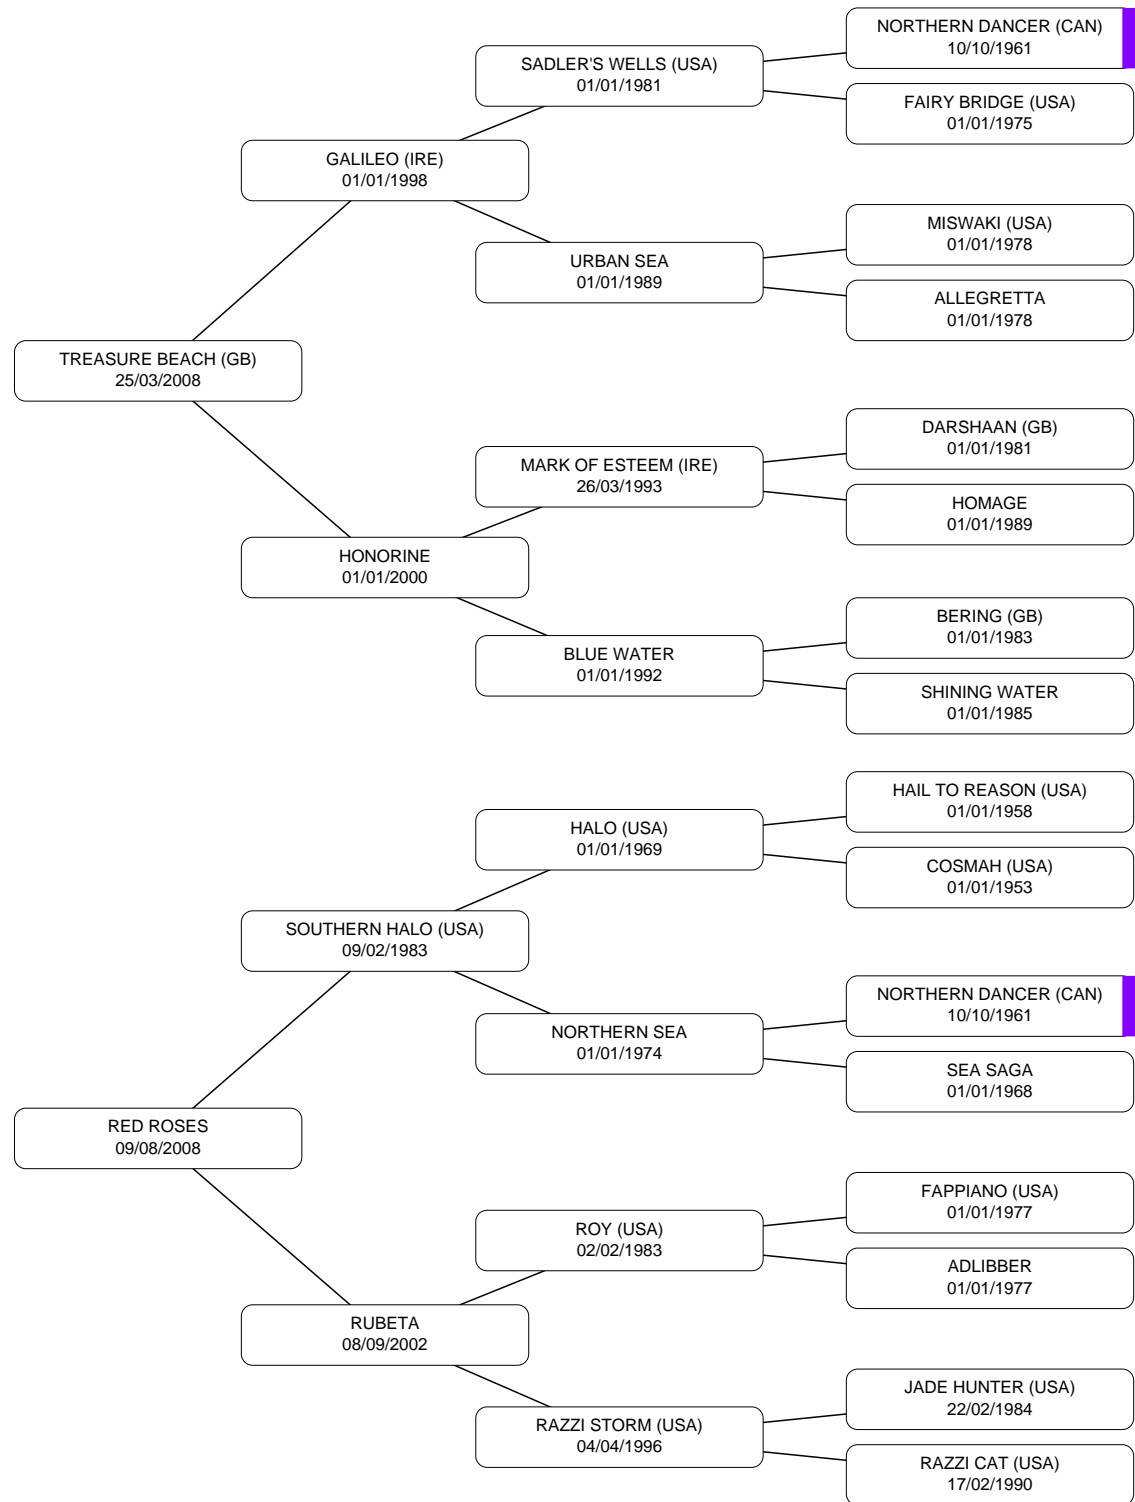 NORTHERN DANCER (CAN)
10/10/1961
SADLER'S WELLS (USA)
01/01/1981
FAIRY BRIDGE (USA)
01/01/1975
GALILEO (IRE)
01/01/1998
MISWAKI (USA)
01/01/1978
URBAN SEA
01/01/1989
ALLEGRETTA
01/01/1978
TREASURE BEACH (GB)
25/03/2008
DARSHAAN (GB)
01/01/1981
MARK OF ESTEEM (IRE)
26/03/1993
HOMAGE
01/01/1989
HONORINE
01/01/2000
BERING (GB)
01/01/1983
BLUE WATER
01/01/1992
SHINING WATER
01/01/1985
HAIL TO REASON (USA)
01/01/1958
HALO (USA)
01/01/1969
COSMAH (USA)
01/01/1953
SOUTHERN HALO (USA)
09/02/1983
NORTHERN DANCER (CAN)
10/10/1961
NORTHERN SEA
01/01/1974
SEA SAGA
01/01/1968
RED ROSES
09/08/2008
FAPPIANO (USA)
01/01/1977
ROY (USA)
02/02/1983
ADLIBBER
01/01/1977
RUBETA
08/09/2002
JADE HUNTER (USA)
22/02/1984
RAZZI STORM (USA)
04/04/1996
RAZZI CAT (USA)
17/02/1990